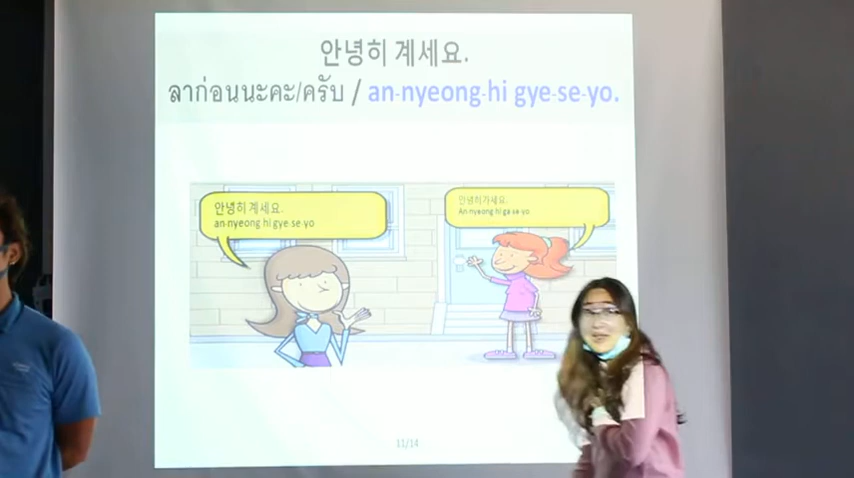 안녕히 계세요.
ลาก่อนนะคะ/ครับ / an-nyeong-hi gye-se-yo.
안녕히 계세요.
an-nyeong hi gye-se-yo
안녕히가세요.
An nyeong hi ga se-yo
11/14